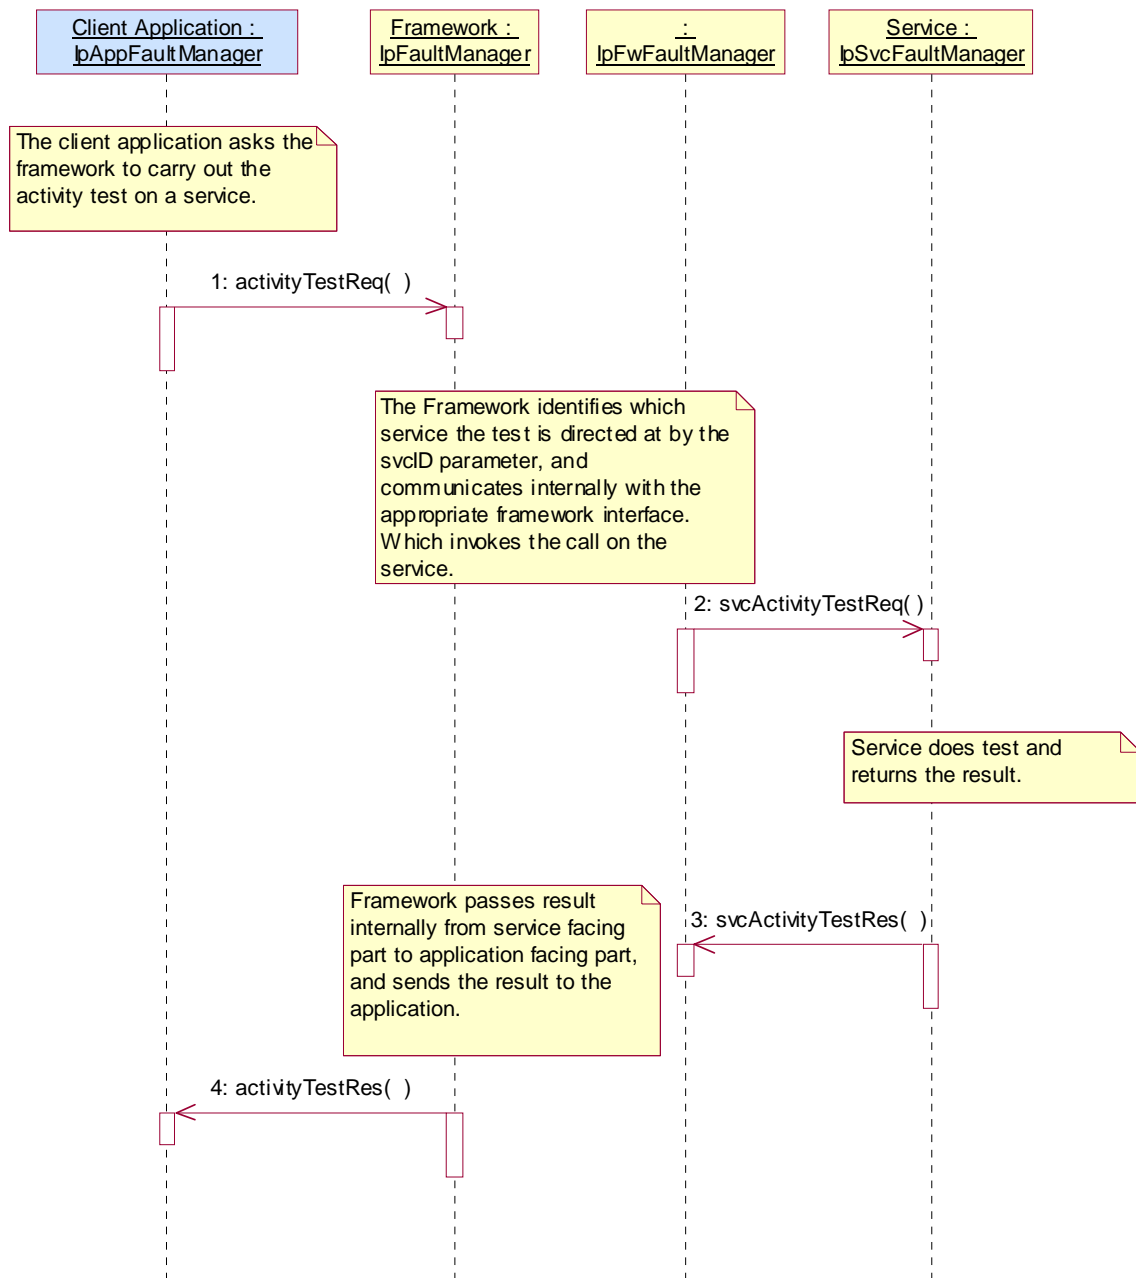 Client Application :
IpAppFaultManager
Framework :
IpFaultManager
:
IpFwFaultManager
Service :
IpSvcFaultManager
The client application asks the
framework to carry out the
activity test on a service.
1: activityTestReq( )
The Framework identifies which
service the test is directed at by the
svcID parameter, and
communicates internally with the
appropriate framework interface.
Which invokes the call on the
service.
2: svcActivityTestReq( )
Service does test and
returns the result.
Framework passes result
internally from service facing
part to application facing part,
and sends the result to the
application.
3: svcActivityTestRes( )
4: activityTestRes( )